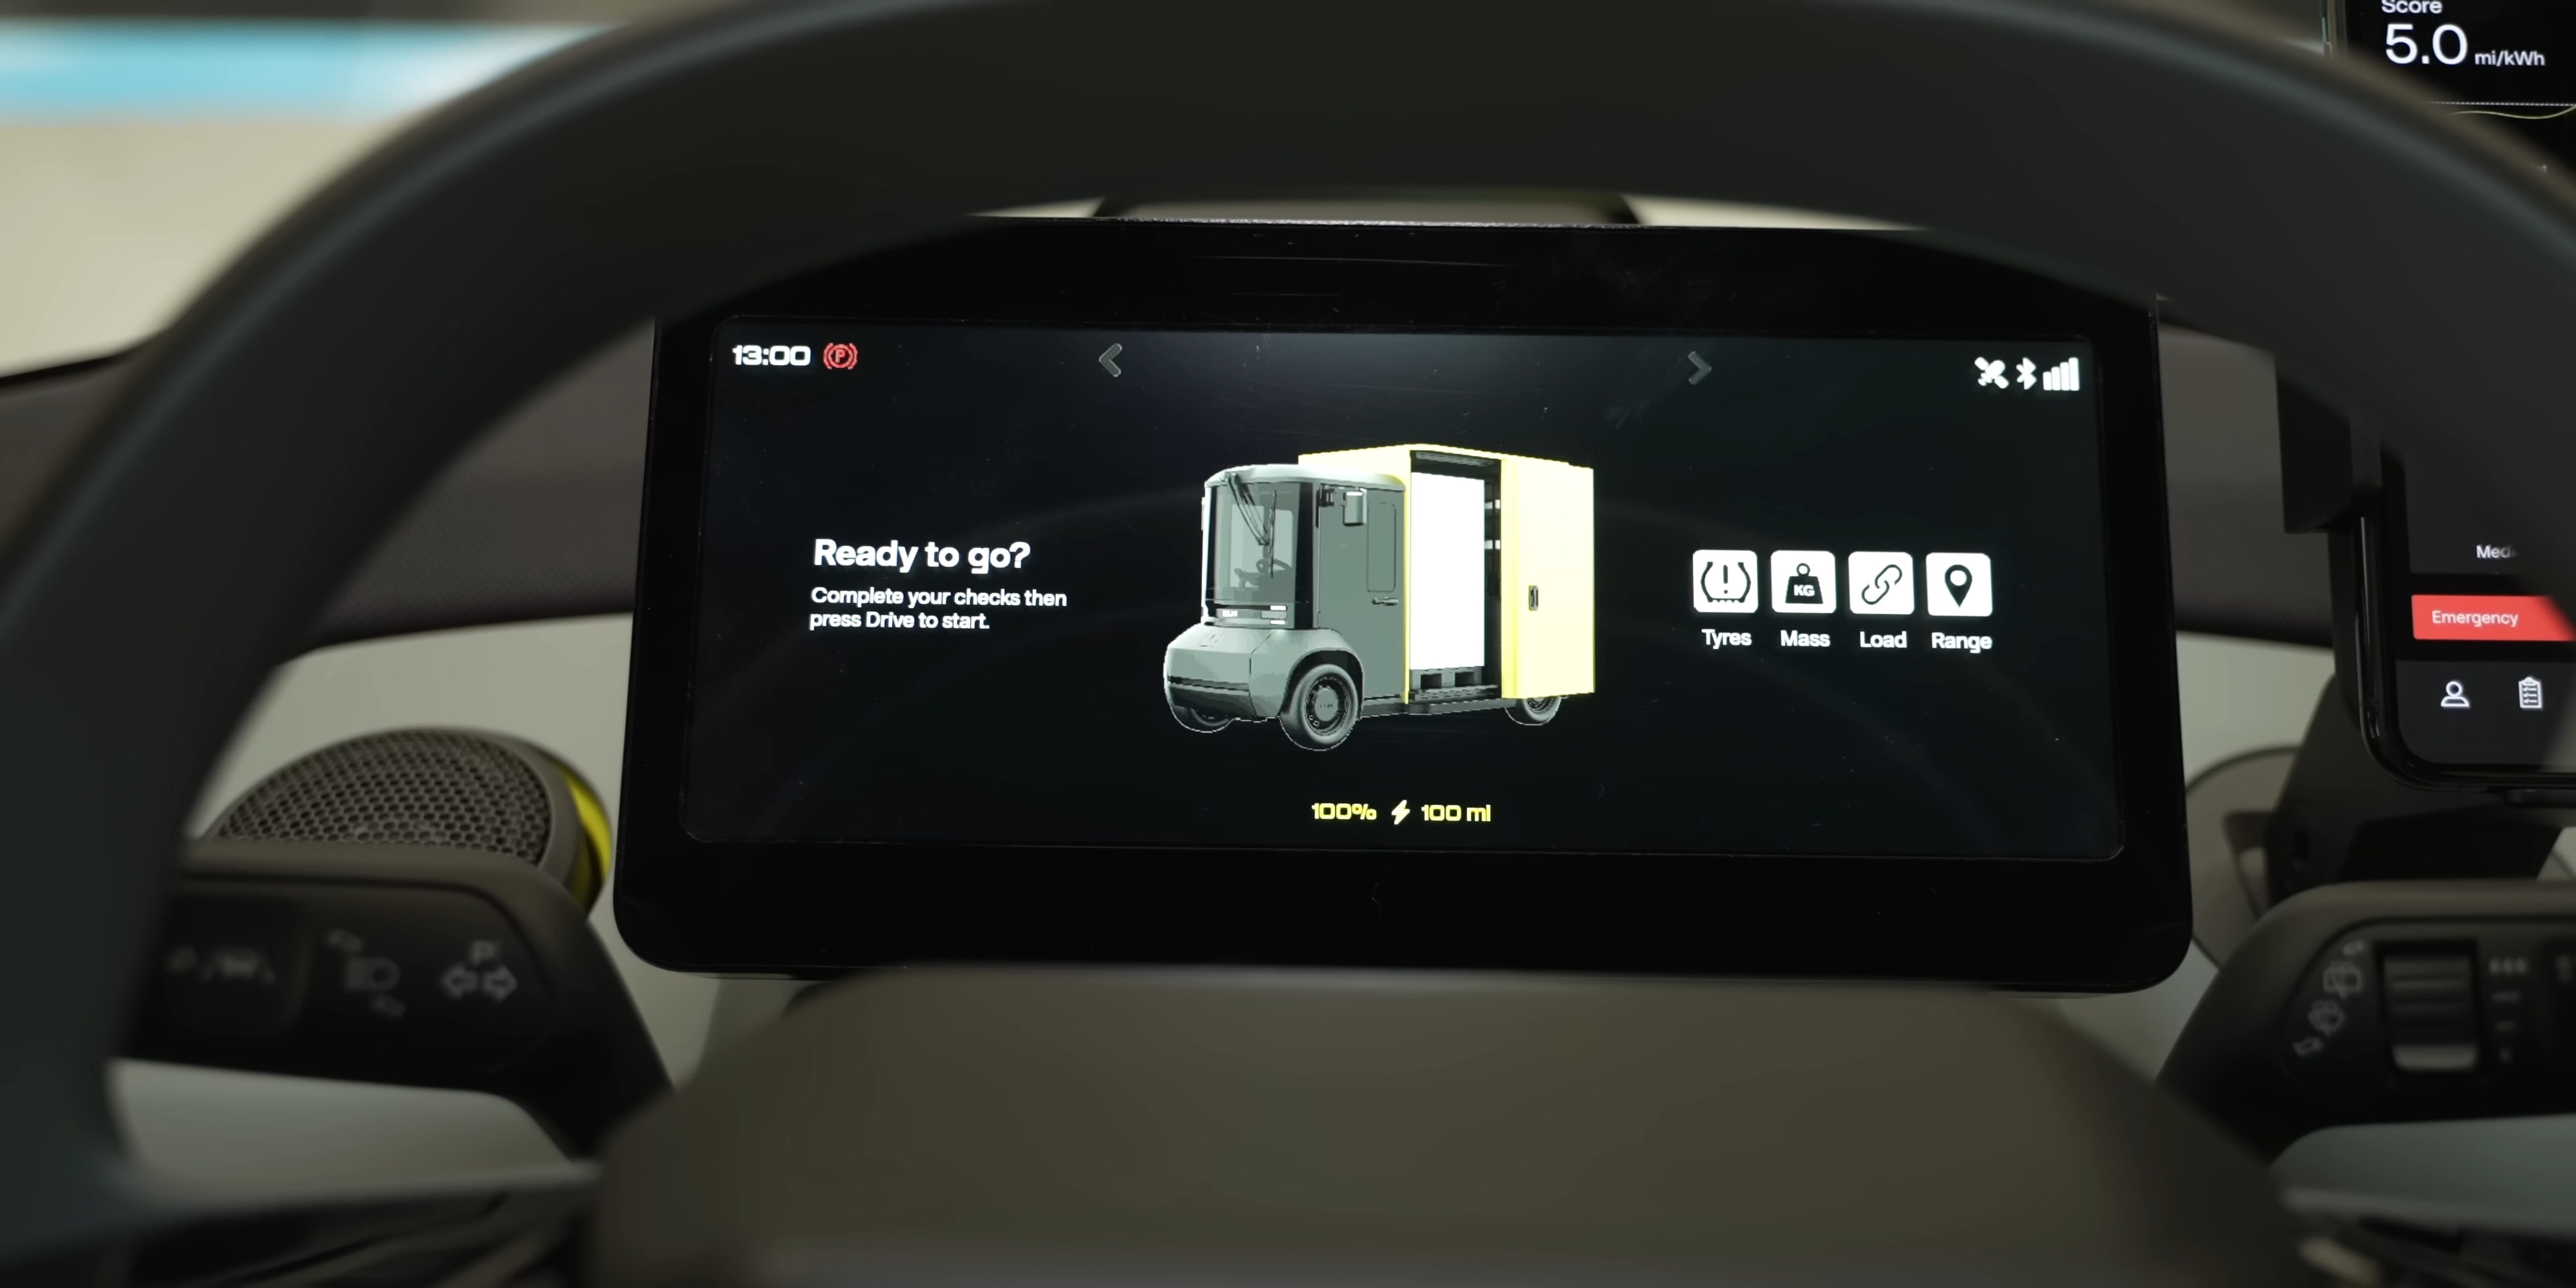 Score
5.0 mi/kWh
13:00
Ready to go?
Complete your checks then
press Drive to start.
KG
Tyres Mass Load Range
100% 100 mi
Emergency